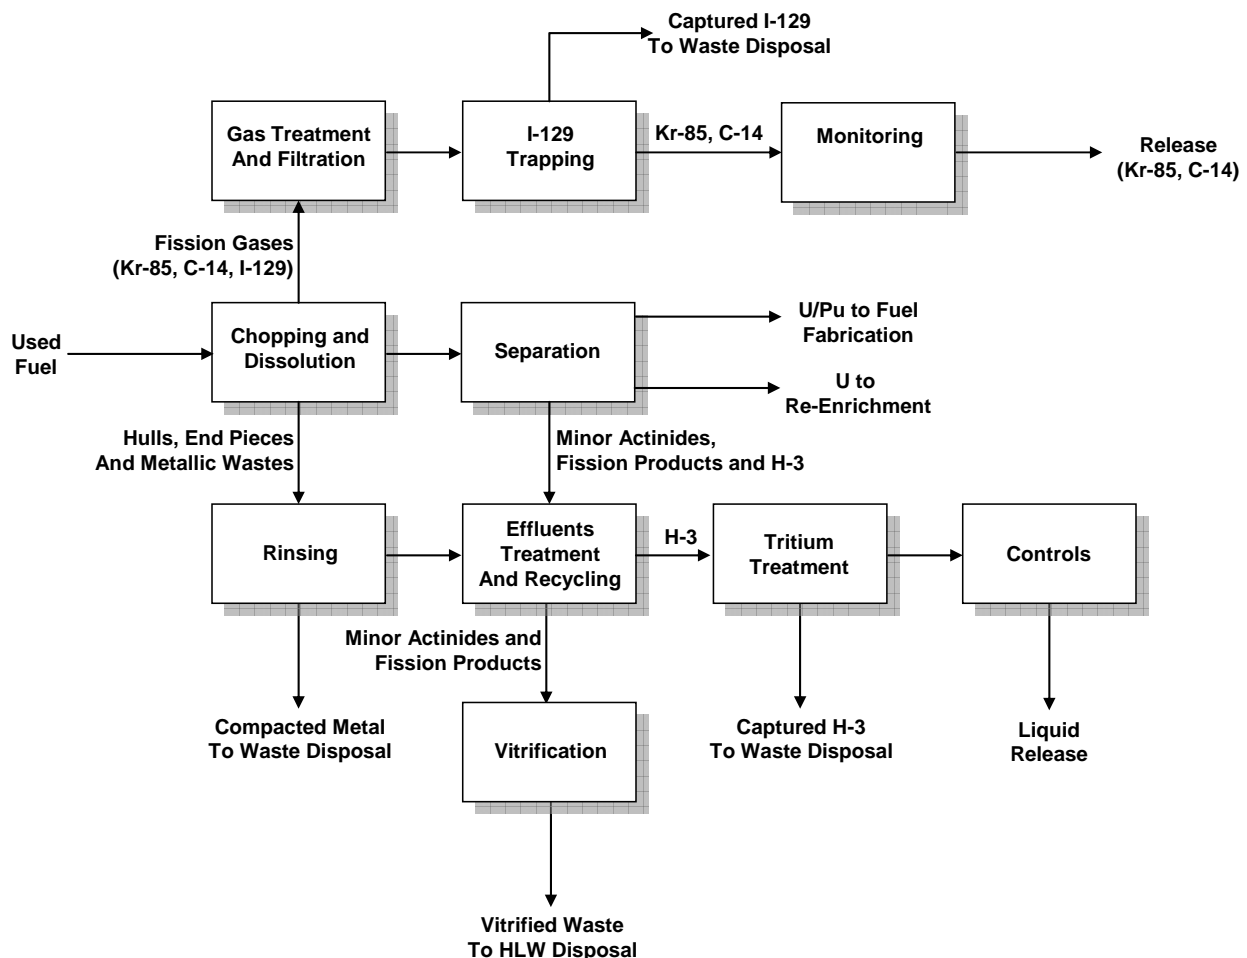 Captured I-129
To Waste Disposal
Gas Treatment
And Filtration
I-129
Trapping
Kr-85, C-14
Monitoring
Release
(Kr-85, C-14)
Fission Gases
(Kr-85, C-14, I-129)
Used
Fuel
Chopping and
Dissolution
Separation
U/Pu to Fuel
Fabrication
U to
Re-Enrichment
Hulls, End Pieces
And Metallic Wastes
Minor Actinides,
Fission Products and H-3
Rinsing
Effluents
Treatment
And Recycling
H-3
Tritium
Treatment
Controls
Minor Actinides and
Fission Products
Compacted Metal
To Waste Disposal
Vitrification
Captured H-3
To Waste Disposal
Liquid
Release
Vitrified Waste
To HLW Disposal